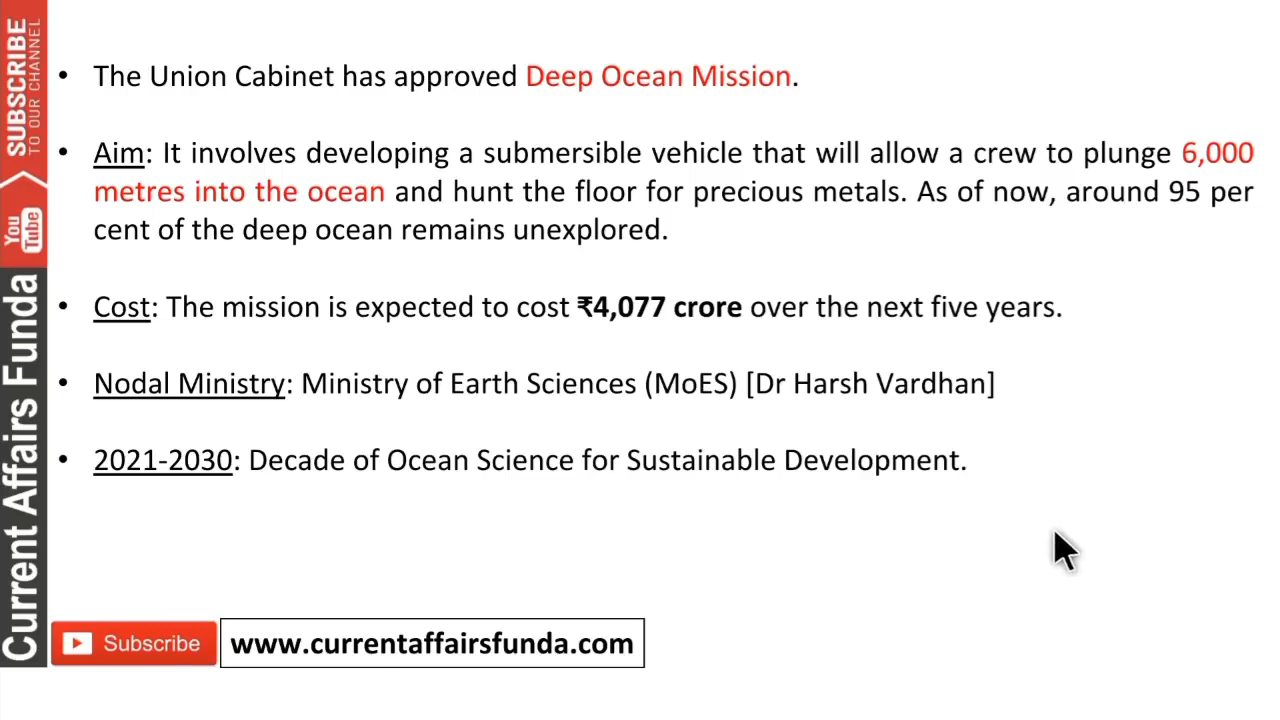 SUBSCRIBE
TO OUR CHANNEL
You Tube
Current Affairs Funda
• The Union Cabinet has approved Deep Ocean Mission.
• Aim: It involves developing a submersible vehicle that will allow a crew to plunge 6,000
metres into the ocean and hunt the floor for precious metals. As of now, around 95 per
cent of the deep ocean remains unexplored.
• Cost: The mission is expected to cost ₹4,077 crore over the next five years.
• Nodal Ministry: Ministry of Earth Sciences (MoES) [Dr Harsh Vardhan]
• 2021-2030: Decade of Ocean Science for Sustainable Development.
Subscribe
www.currentaffairsfunda.com